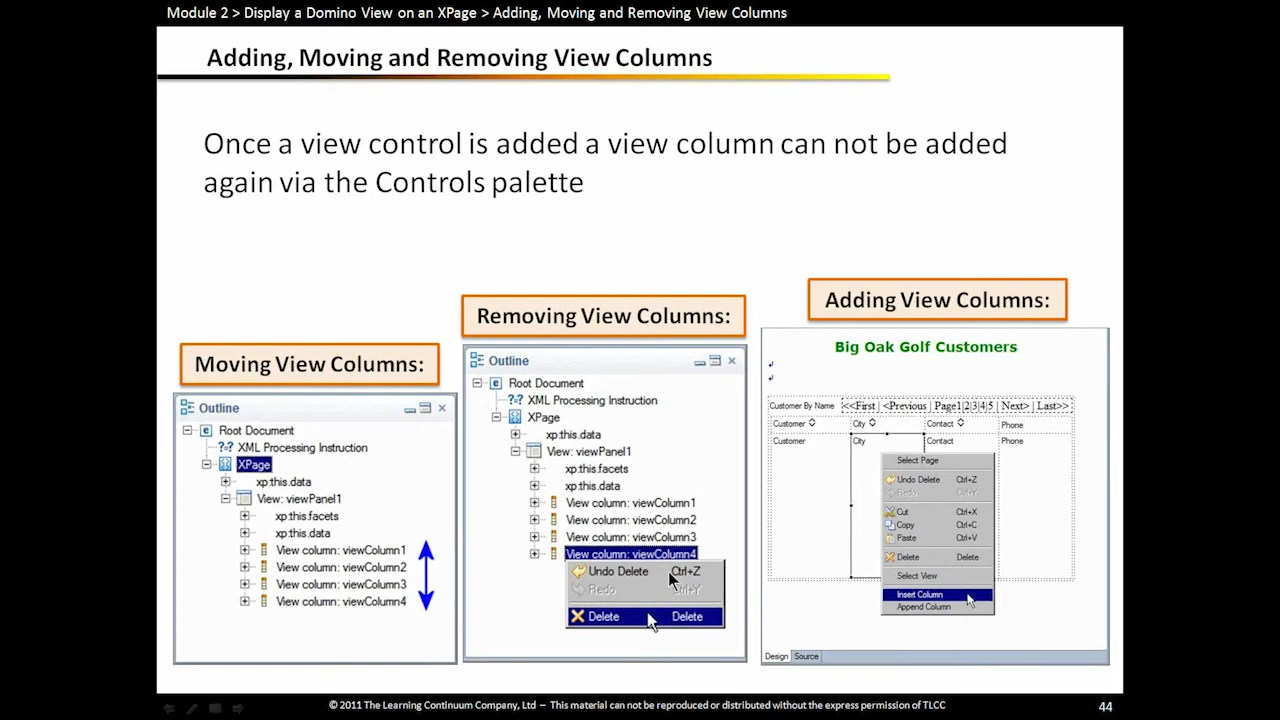 Module 2 > Display a Domino View on an XPage > Adding, Moving and Removing View Columns
Adding, Moving and Removing View Columns
Once a view control is added a view column can not be added
again via the Controls palette
Moving View Columns:
Outline
Root Document
XML Processing Instruction
XPage
xp:this.data
View: viewPanel1
xp:this.facets
xp:this.data
View column: viewColumn1
View column: viewColumn2
View column: viewColumn3
View column: viewColumn4
Removing View Columns:
Outline
Root Document
XML Processing Instruction
XPage
xp:this.data
View: viewPanel1
xp:this.facets
xp:this.data
View column: viewColumn1
View column: viewColumn2
View column: viewColumn3
View column: viewColumn4
Undo Delete Ctrl+Z
Redo Ctrl+Y
Delete Delete
Adding View Columns:
Big Oak Golf Customers
Customer By Name <<First | <Previous | Page1|2|3|4|5 | Next> | Last>>
Customer City Contact Phone
Customer City Contact Phone
Select Page
Undo Delete Ctrl+Z
Redo Ctrl+Y
Cut Ctrl+X
Copy Ctrl+C
Paste Ctrl+V
Delete Delete
Select View
Insert Column
Append Column
Design Source
© 2011 The Learning Continuum Company, Ltd – This material can not be reproduced or distributed without the express permission of TLCC
44